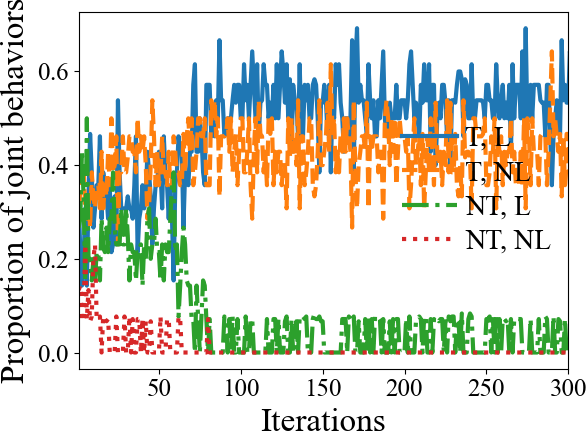 Proportion of joint behaviors
0.6
0.4
0.2
0.0
T, L
T, NL
NT, L
NT, NL
50
100
150
200
250
300
Iterations